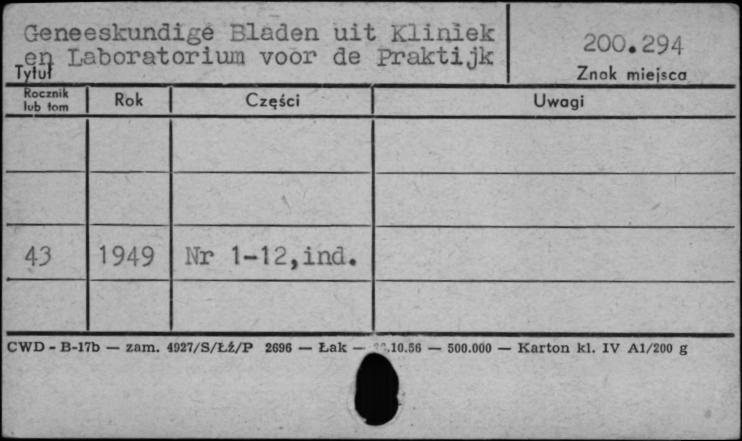 Geneeskundige Bladen uit Kliniek
en Laboratorium voor de Praktijk
Tytuł
200.294
Znak miejsca
Rocznik lub tom Rok Części Uwagi
43 1949 Nr 1-12,ind.
CWD - B-17b — zam. 4927/S/ŁŹ/P 2696 — Łak — .10.56 — 500.000 — Karton kl. IV A1/200 g